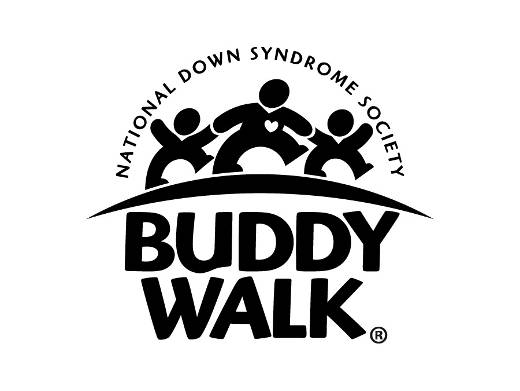 NATIONAL DOWN SYNDROME SOCIETY
BUDDY
WALK®